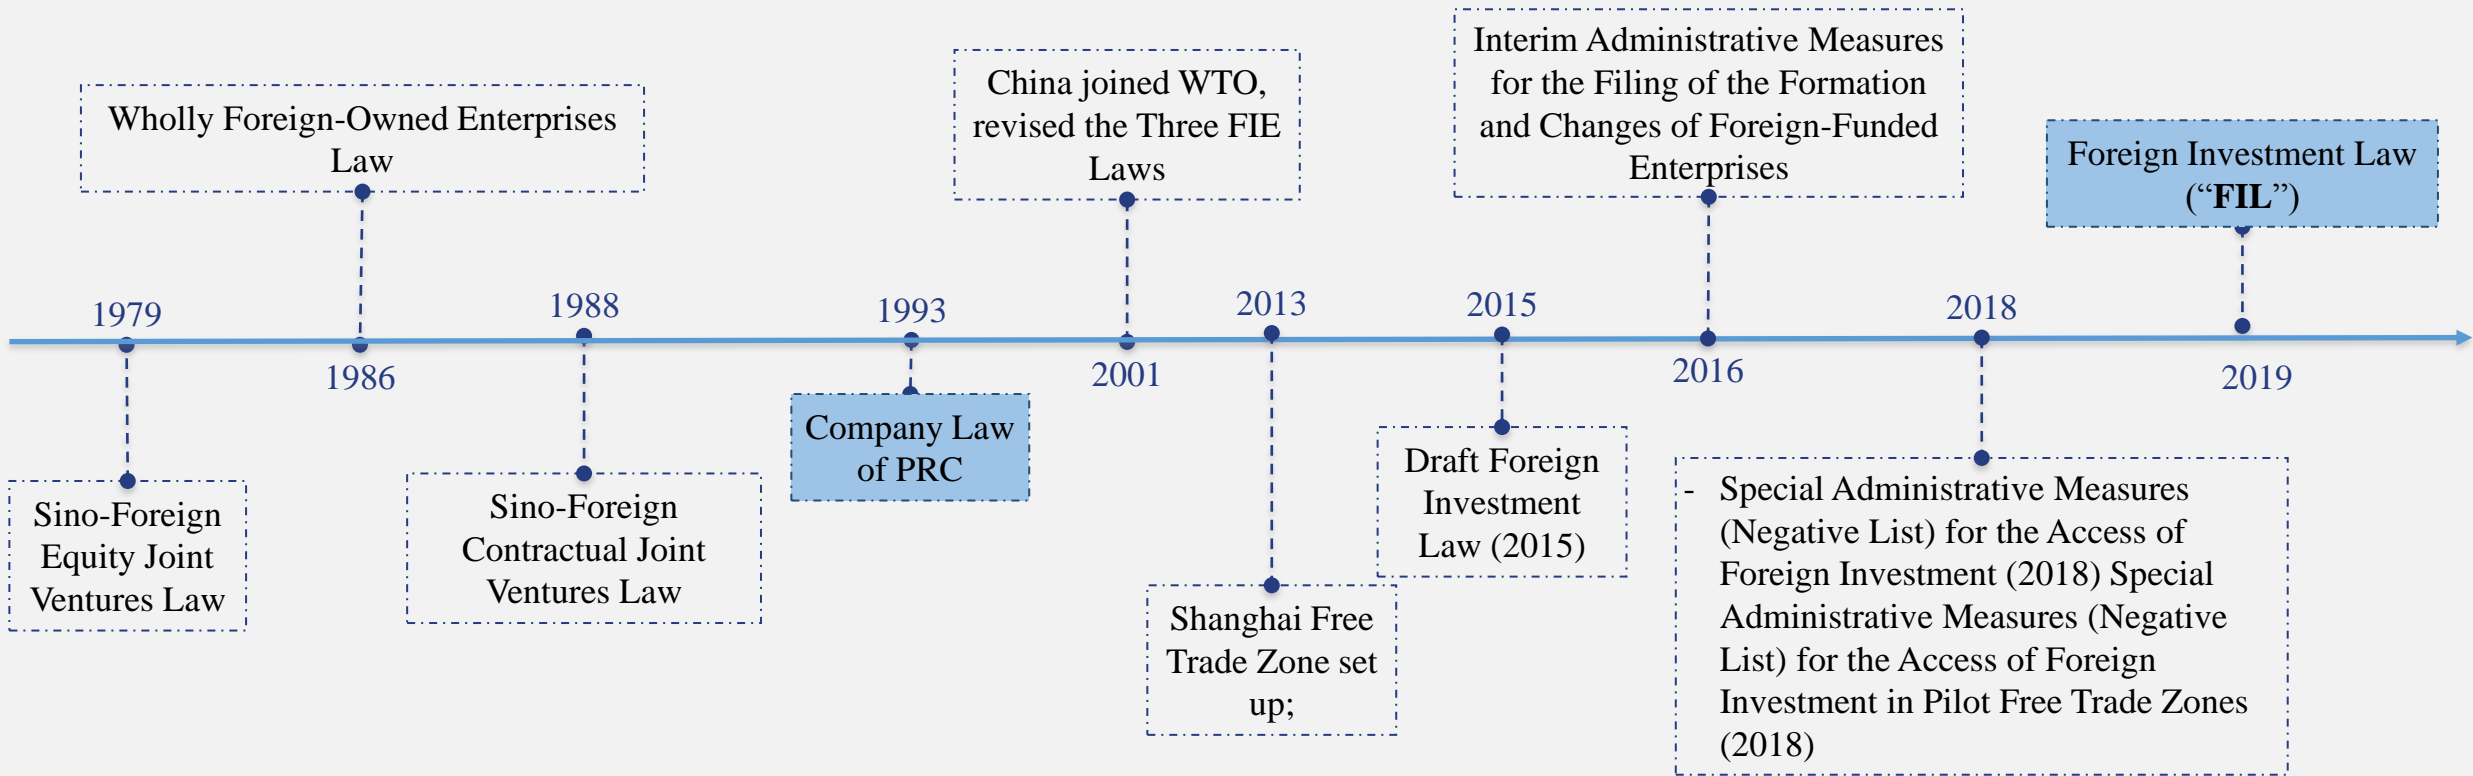 Interim Administrative Measures
for the Filing of the Formation
and Changes of Foreign-Funded
Enterprises
China joined WTO,
revised the Three FIE
Laws
Wholly Foreign-Owned Enterprises
Law
Foreign Investment Law
(“FIL”)
1979
1988
1993
2013
2015
2018
1986
2001
2016
2019
Sino-Foreign
Equity Joint
Ventures Law
Sino-Foreign
Contractual Joint
Ventures Law
Company Law
of PRC
Shanghai Free
Trade Zone set
up;
Draft Foreign
Investment
Law (2015)
- Special Administrative Measures
(Negative List) for the Access of
Foreign Investment (2018) Special
Administrative Measures (Negative
List) for the Access of Foreign
Investment in Pilot Free Trade Zones
(2018)